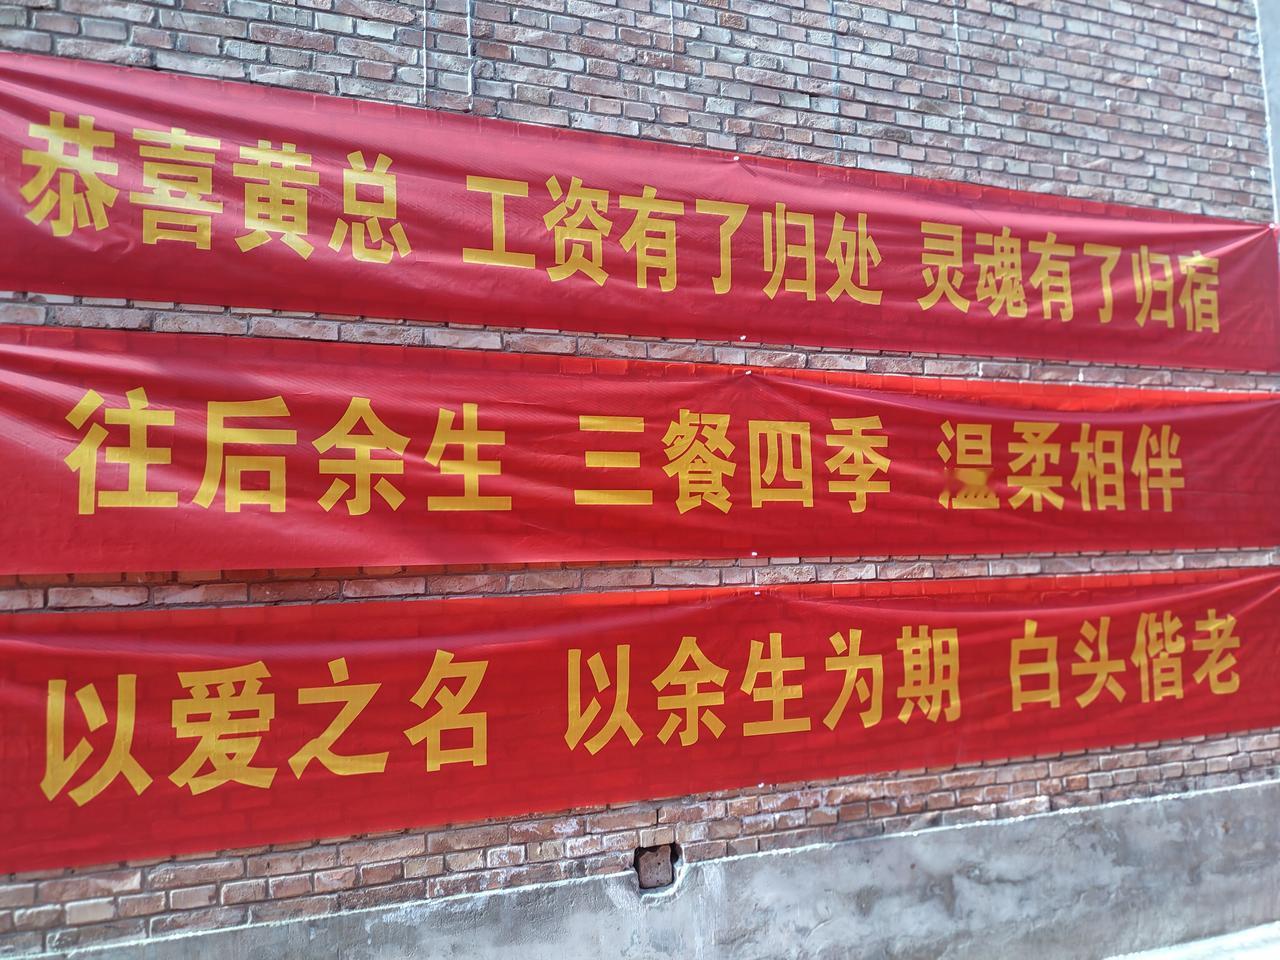 恭喜黄总 工资有了归处 灵魂有了归宿
往后余生 三餐四季 温柔相伴
以爱之名 以余生为期 白头偕老